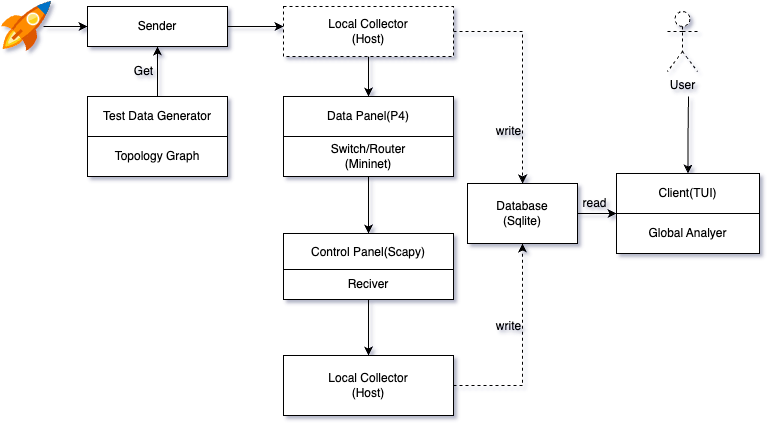 Sender
Get
Test Data Generator
Topology Graph
Local Collector
(Host)
Data Panel(P4)
Switch/Router
(Mininet)
Control Panel(Scapy)
Reciver
Local Collector
(Host)
write
write
Database
(Sqlite)
read
User
Client(TUI)
Global Analyer